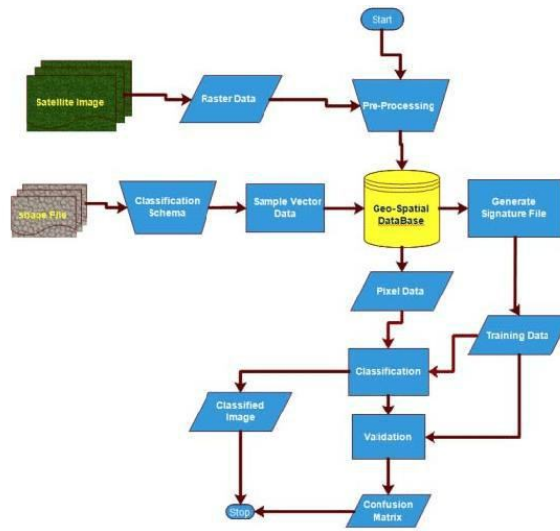 Start
Satellite Image
Raster Data
Pre-Processing
Shape File
Classification
Schema
Sample Vector
Data
Geo-Spatial
DataBase
Generate
Signature File
Pixel Data
Training Data
Classification
Classified
Image
Validation
Stop
Confusion
Matrix